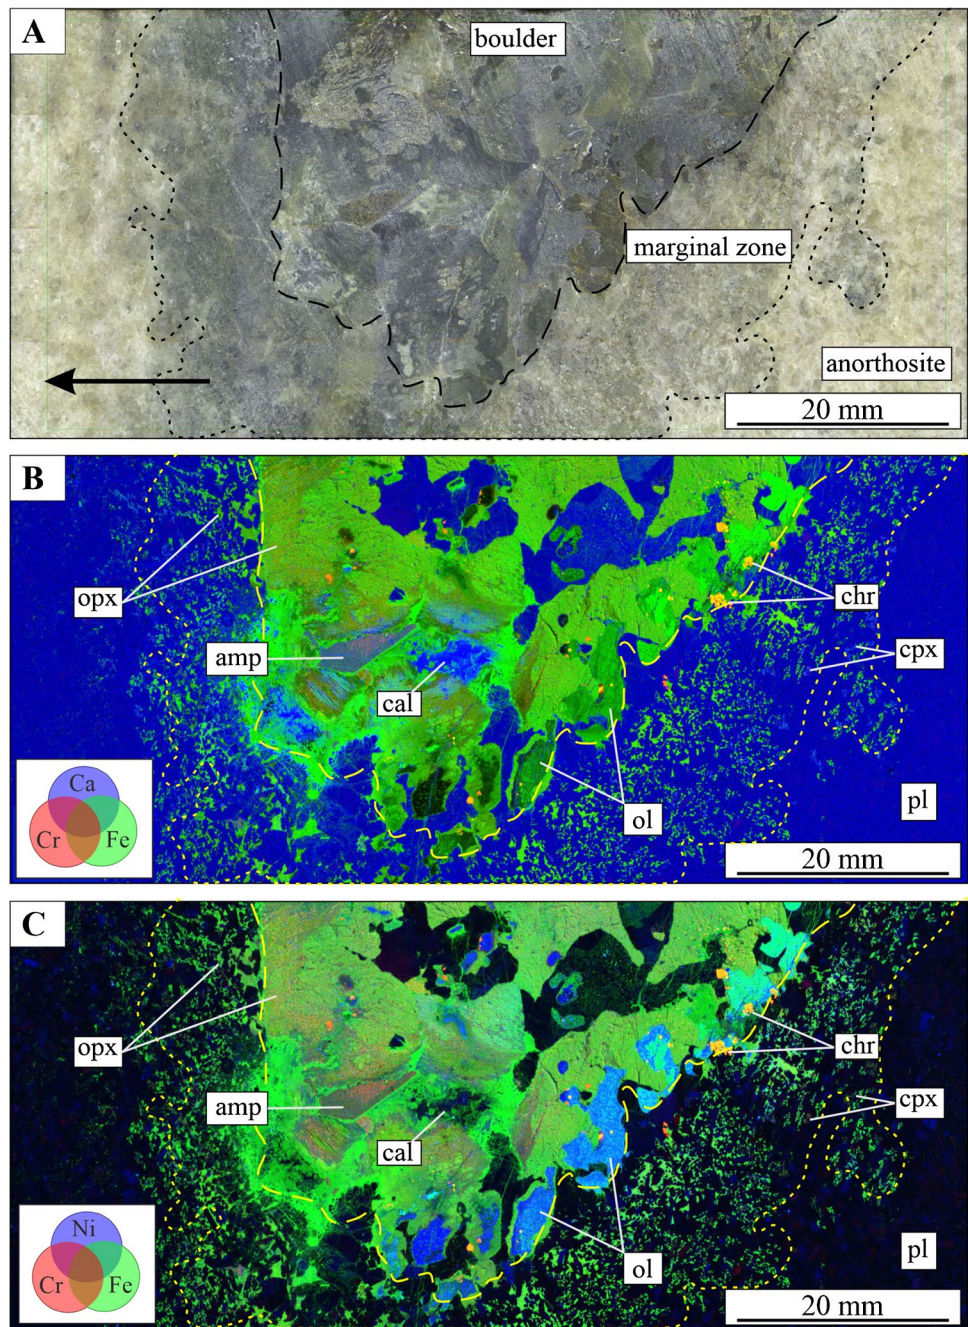 A
boulder
marginal zone
anorthosite
20 mm
B
opx
amp
cal
chr
cpx
ol
pl
Ca
Cr
Fe
20 mm
C
opx
amp
cal
chr
cpx
ol
pl
Ni
Cr
Fe
20 mm